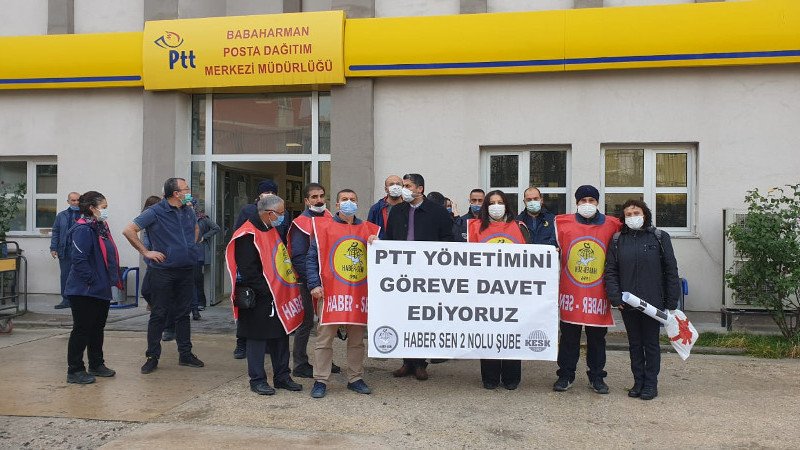 Ptt
BABAHARMAN
POSTA DAĞITIM
MERKEZİ MÜDÜRLÜĞÜ
PTT YÖNETİMİNİ
GÖREVE DAVET
EDİYORUZ
HABER SEN 2 NOLU ŞUBE
KESK
HABER-SEN
HABER-SEN
HABER-SEN